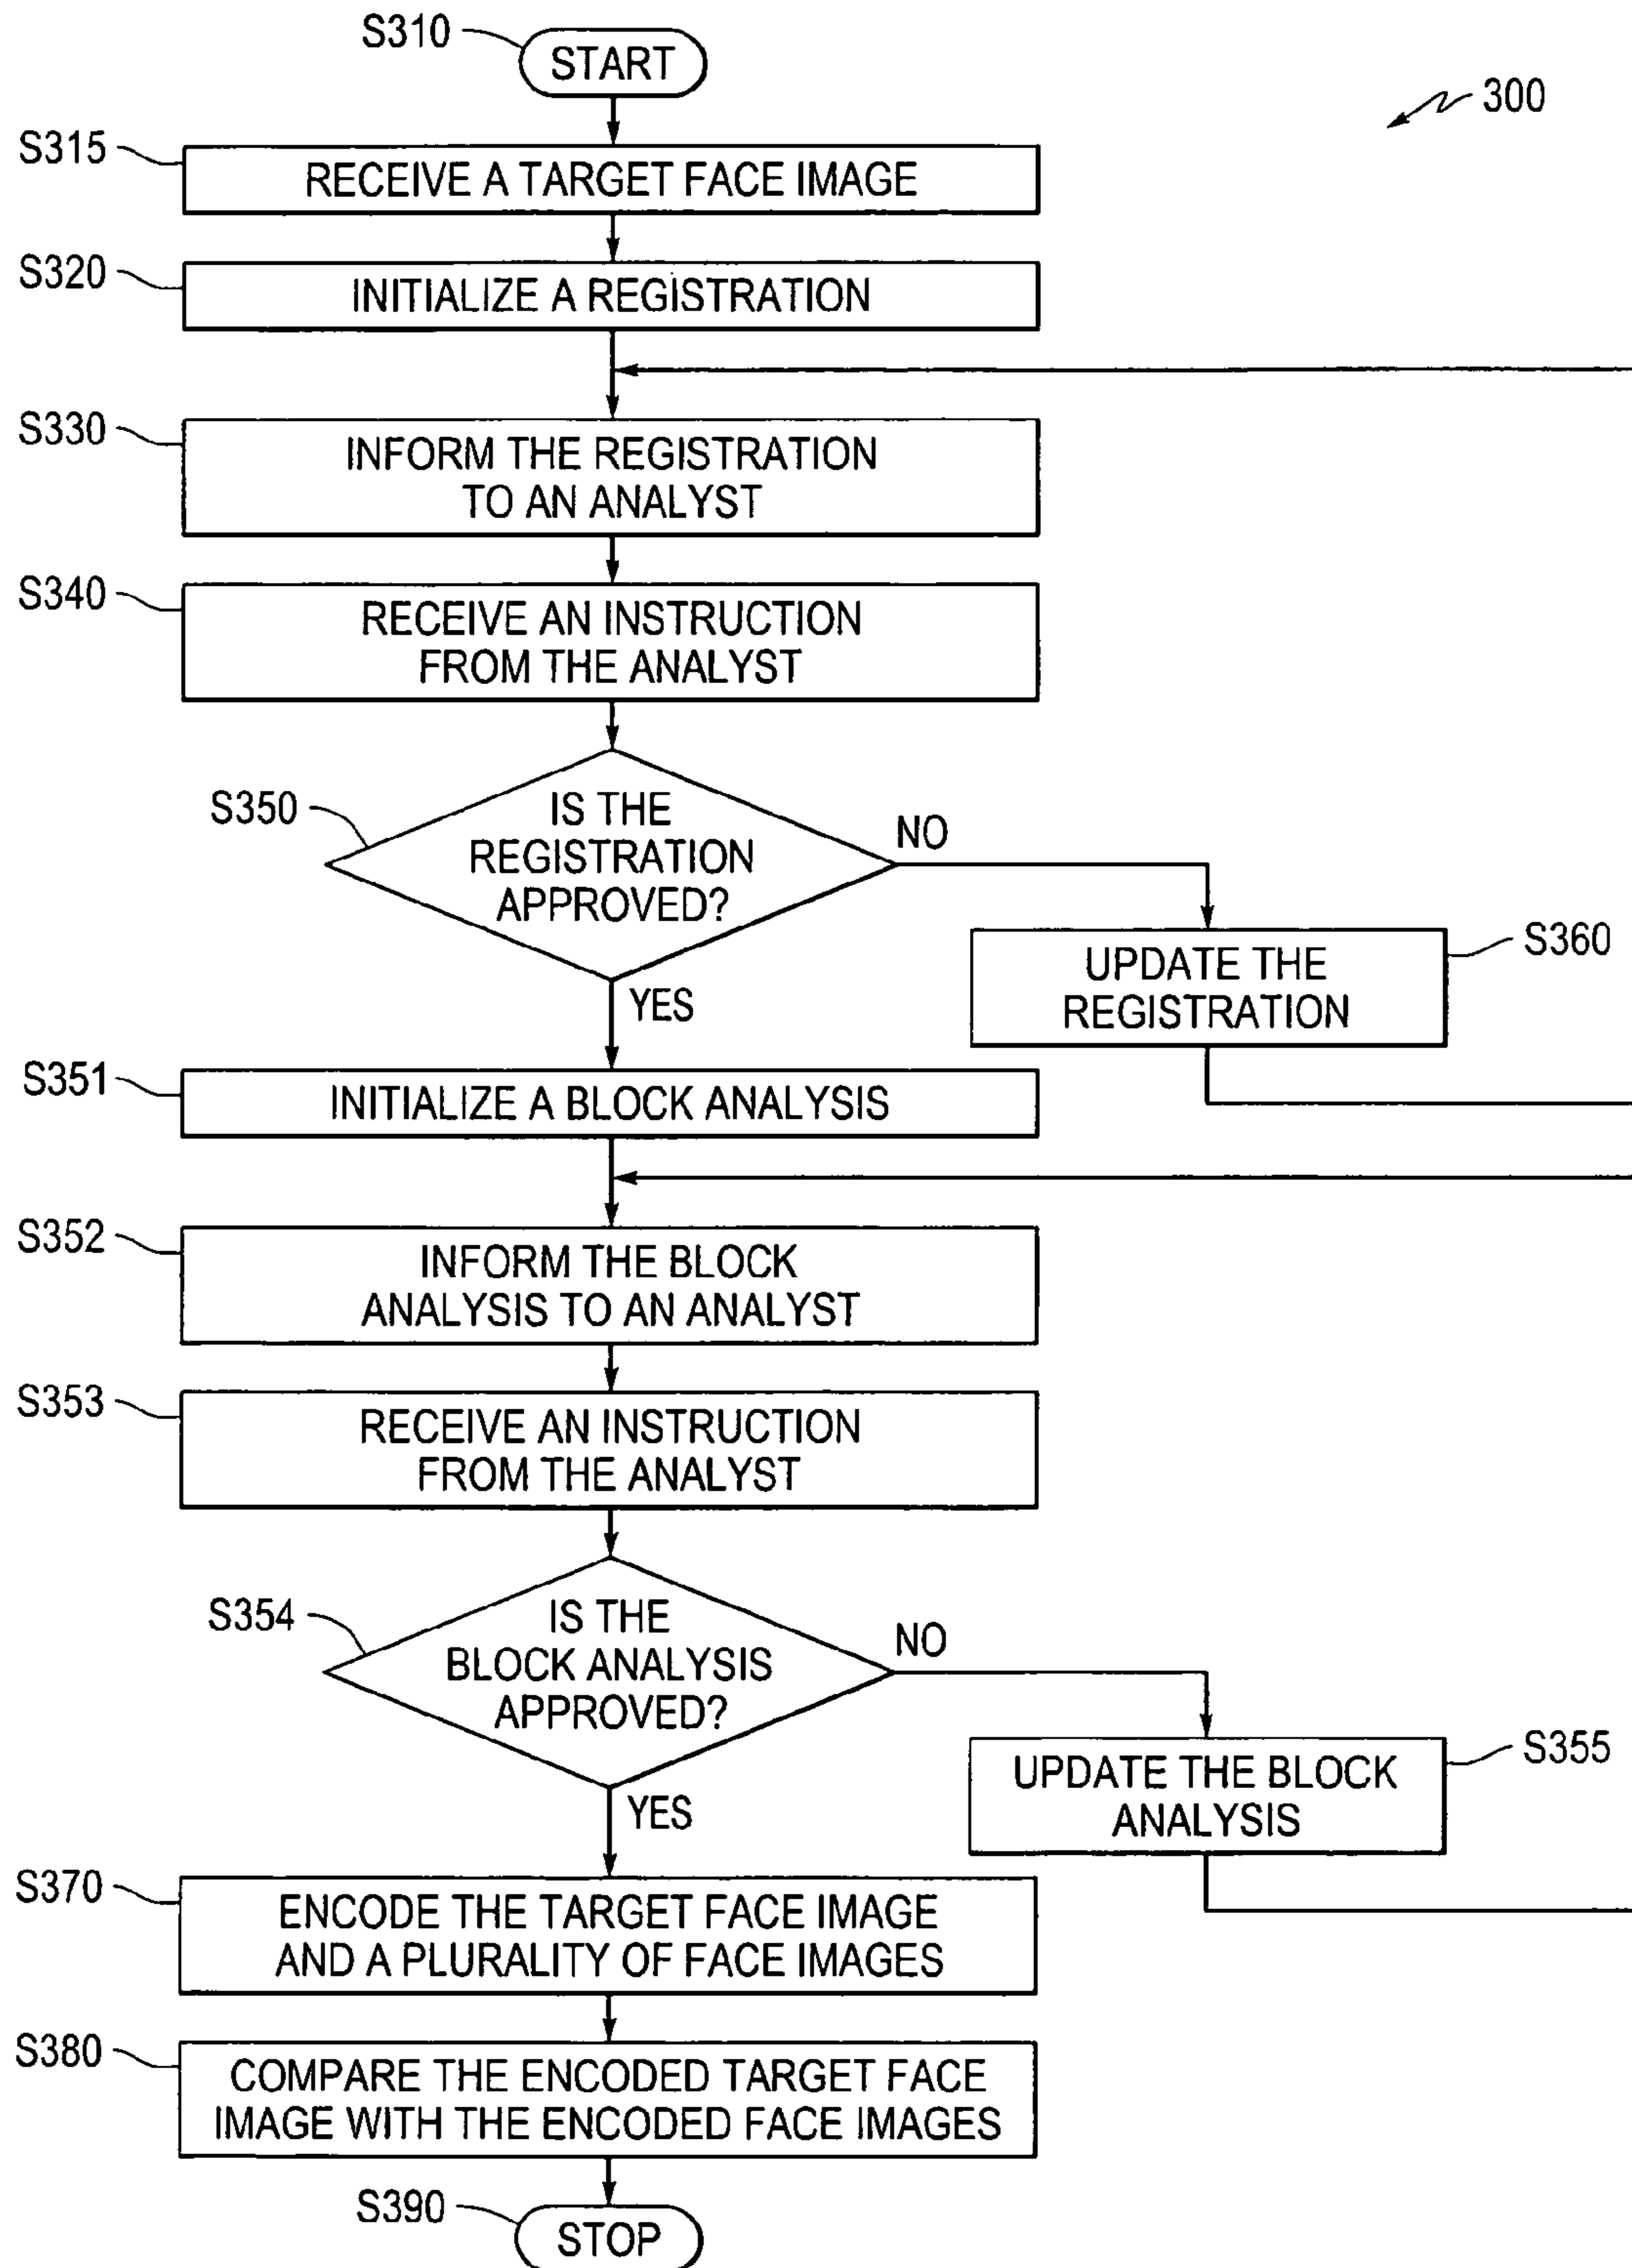 S310
START
300
S315
RECEIVE A TARGET FACE IMAGE
S320
INITIALIZE A REGISTRATION
S330
INFORM THE REGISTRATION
TO AN ANALYST
S340
RECEIVE AN INSTRUCTION
FROM THE ANALYST
S350
IS THE
REGISTRATION
APPROVED?
NO
YES
S360
UPDATE THE
REGISTRATION
S351
INITIALIZE A BLOCK ANALYSIS
S352
INFORM THE BLOCK
ANALYSIS TO AN ANALYST
S353
RECEIVE AN INSTRUCTION
FROM THE ANALYST
S354
IS THE
BLOCK ANALYSIS
APPROVED?
NO
YES
S355
UPDATE THE BLOCK
ANALYSIS
S370
ENCODE THE TARGET FACE IMAGE
AND A PLURALITY OF FACE IMAGES
S380
COMPARE THE ENCODED TARGET FACE
IMAGE WITH THE ENCODED FACE IMAGES
S390
STOP